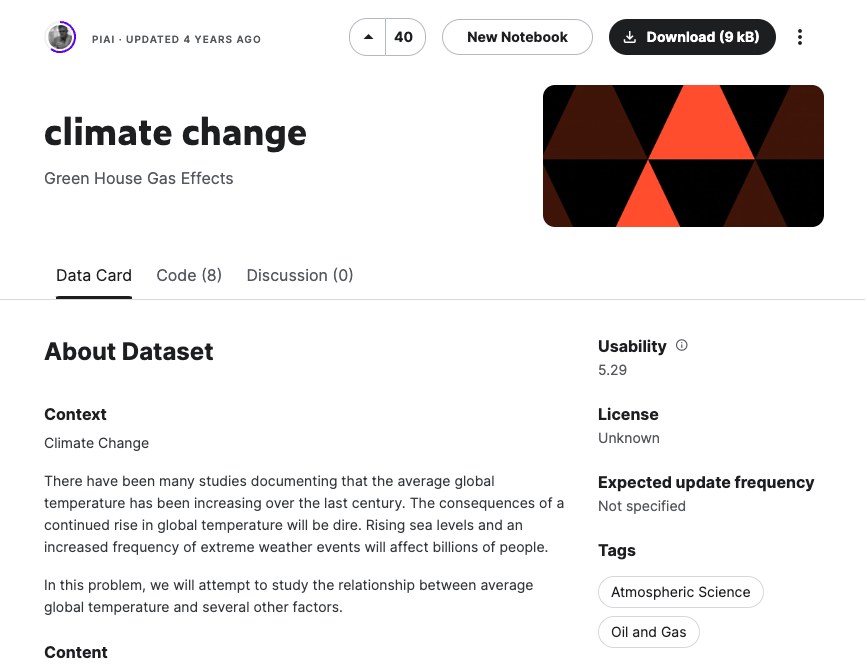 PIAI · UPDATED 4 YEARS AGO
40
New Notebook
Download (9 kB)
climate change
Green House Gas Effects
Data Card
Code (8)
Discussion (0)
About Dataset
Context
Climate Change
There have been many studies documenting that the average global
temperature has been increasing over the last century. The consequences of a
continued rise in global temperature will be dire. Rising sea levels and an
increased frequency of extreme weather events will affect billions of people.
In this problem, we will attempt to study the relationship between average
global temperature and several other factors.
Content
Usability
5.29
License
Unknown
Expected update frequency
Not specified
Tags
Atmospheric Science
Oil and Gas